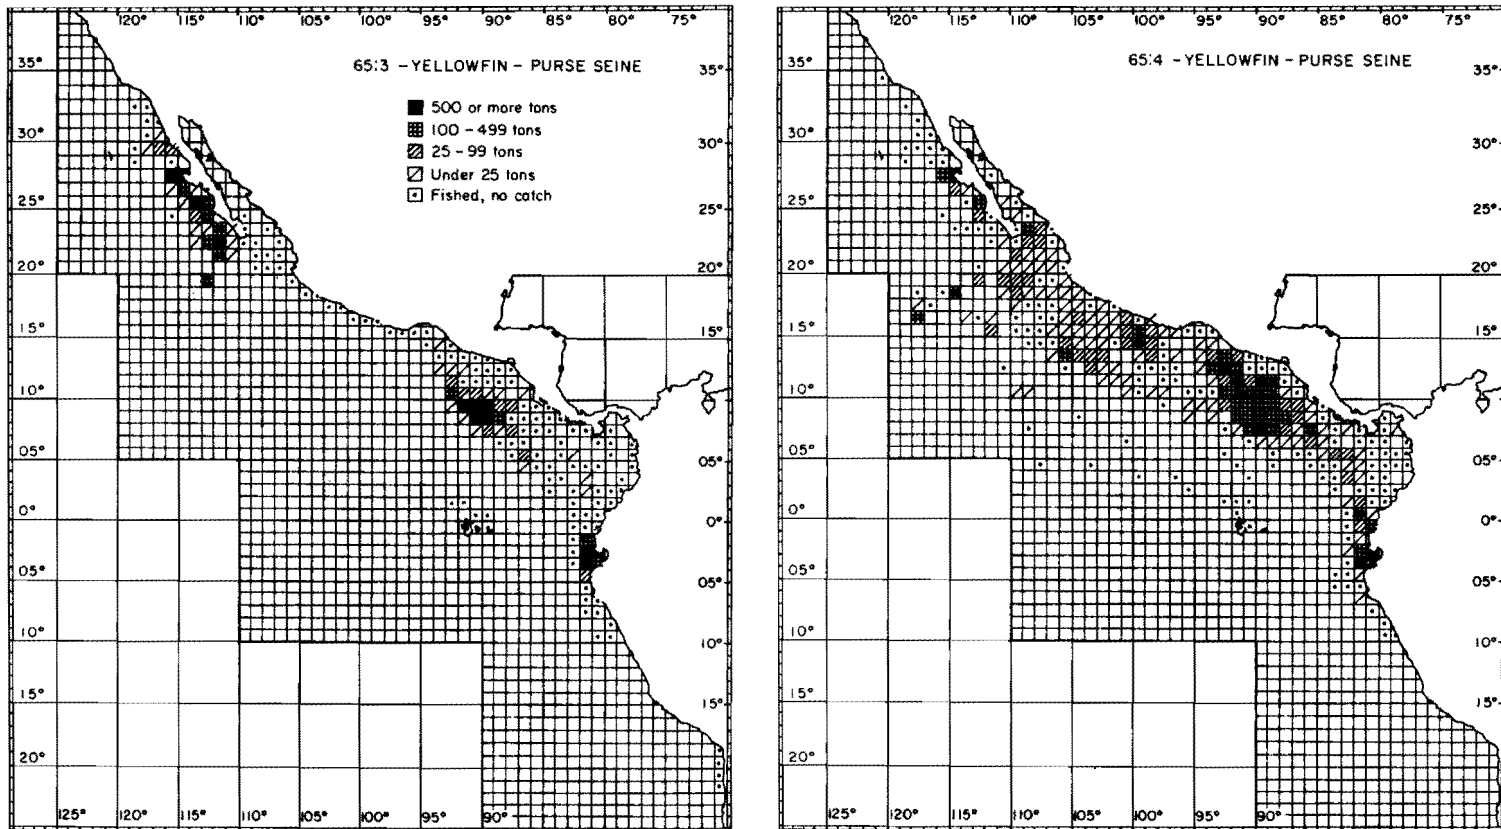 120° 115° 110° 105° 100° 95° 90° 85° 80° 75°
65:3 - YELLOWFIN - PURSE SEINE
500 or more tons
100 - 499 tons
25 - 99 tons
Under 25 tons
Fished, no catch
35° 35°
30° 30°
25° 25°
20° 20°
15° 15°
10° 10°
05° 05°
0° 0°
05° 05°
10° 10°
15° 15°
20°
125° 120° 115° 110° 105° 100° 95° 90°
120° 115° 110° 105° 100° 95° 90° 85° 80° 75°
65:4 - YELLOWFIN - PURSE SEINE
35° 35°
30° 30°
25° 25°
20° 20°
15° 15°
10° 10°
05° 05°
0° 0°
05° 05°
10° 10°
15° 15°
20°
125° 120° 115° 110° 105° 100° 95° 90°